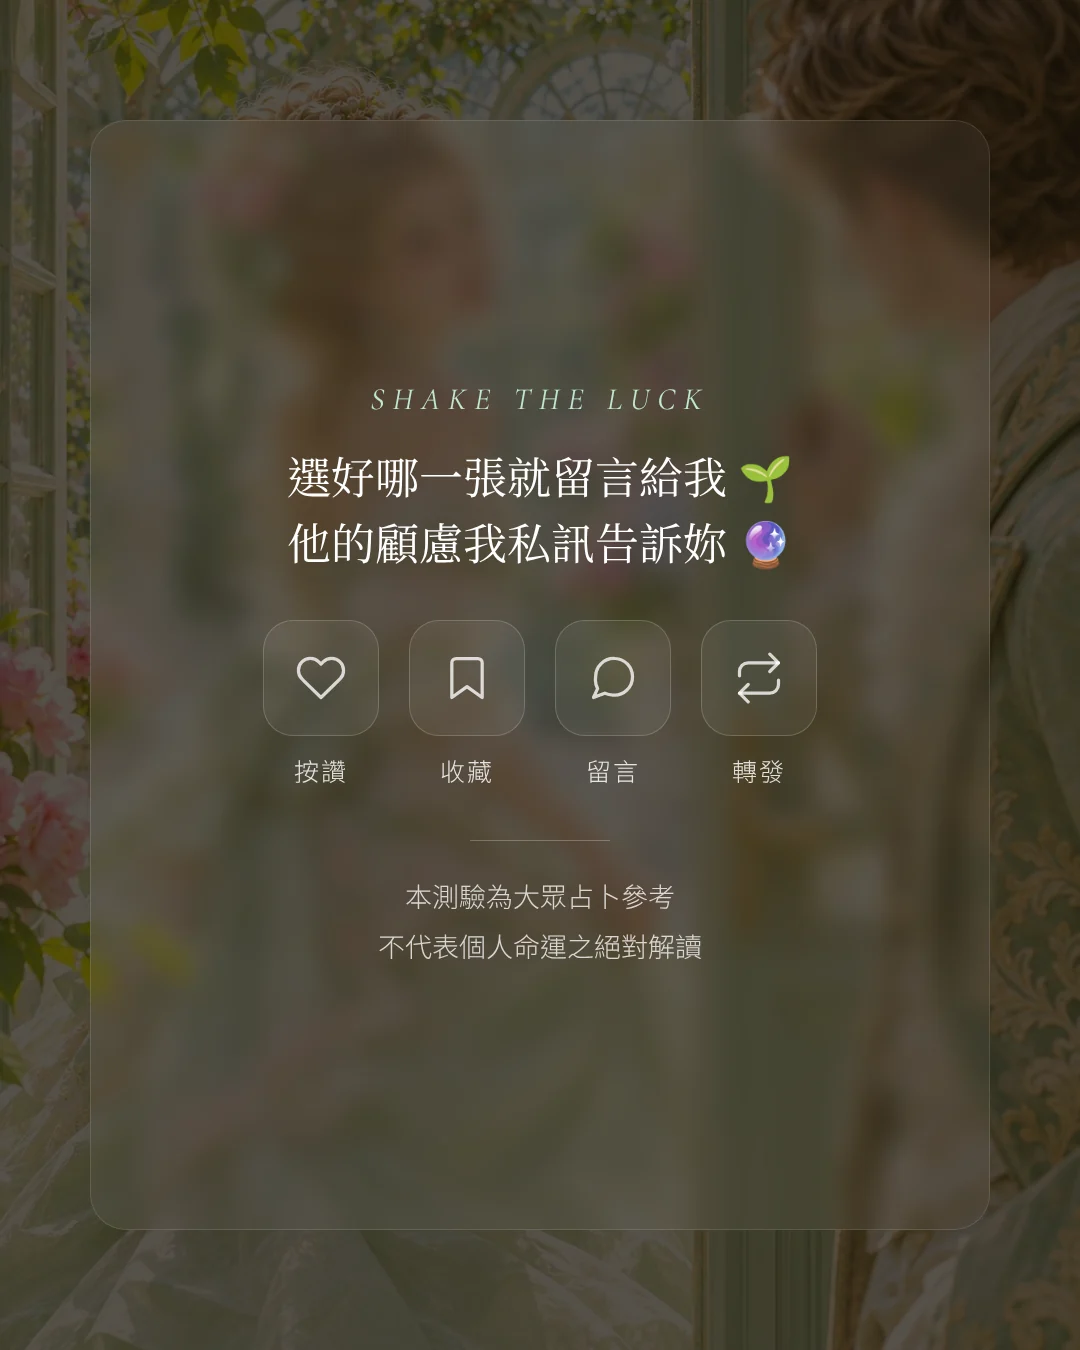 SHAKE THE LUCK
選好哪一張就留言給我 🌱
他的顧慮我私訊告訴妳 🔮
按讚 收藏 留言 轉發
本測驗為大眾占卜參考
不代表個人命運之絕對解讀